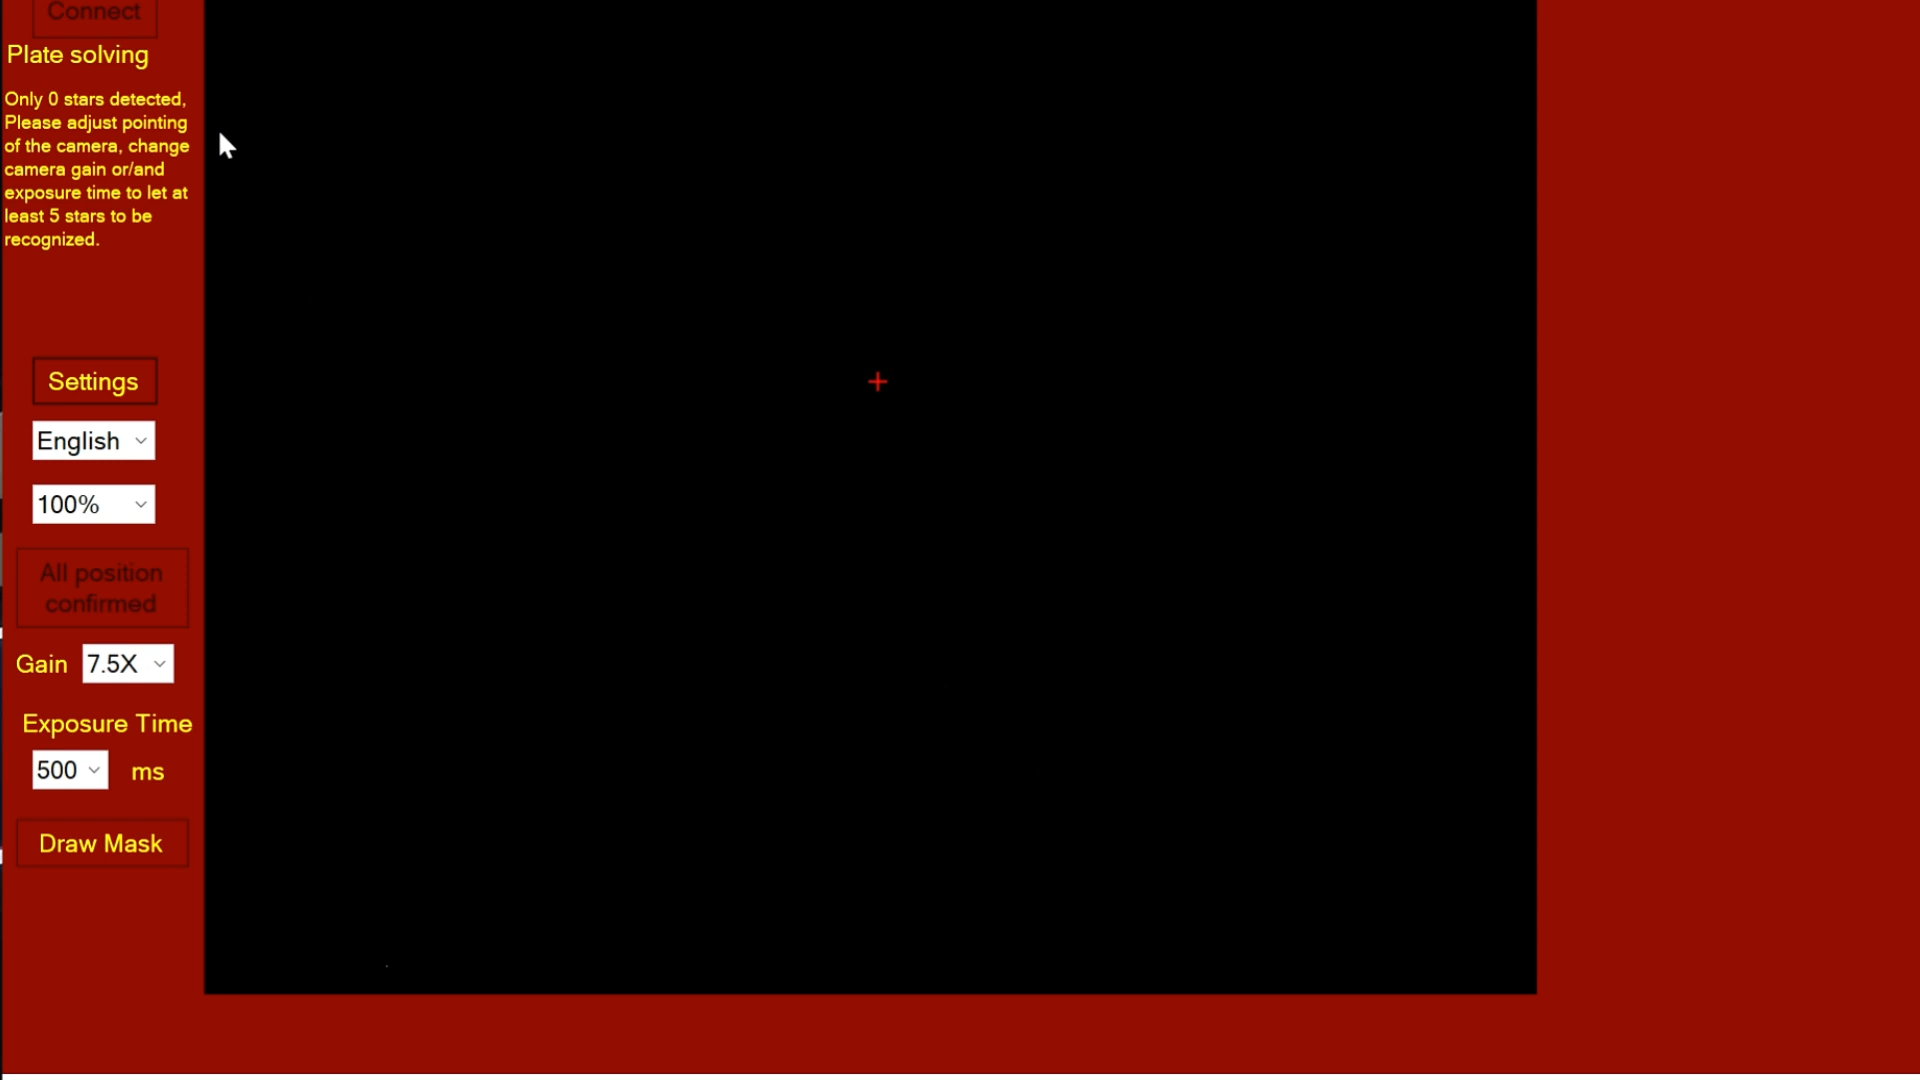 Connect
Plate solving
Only 0 stars detected,
Please adjust pointing
of the camera, change
camera gain or/and
exposure time to let at
least 5 stars to be
recognized.
Settings
English
100%
All position
confirmed
Gain 7.5X
Exposure Time
500 ms
Draw Mask